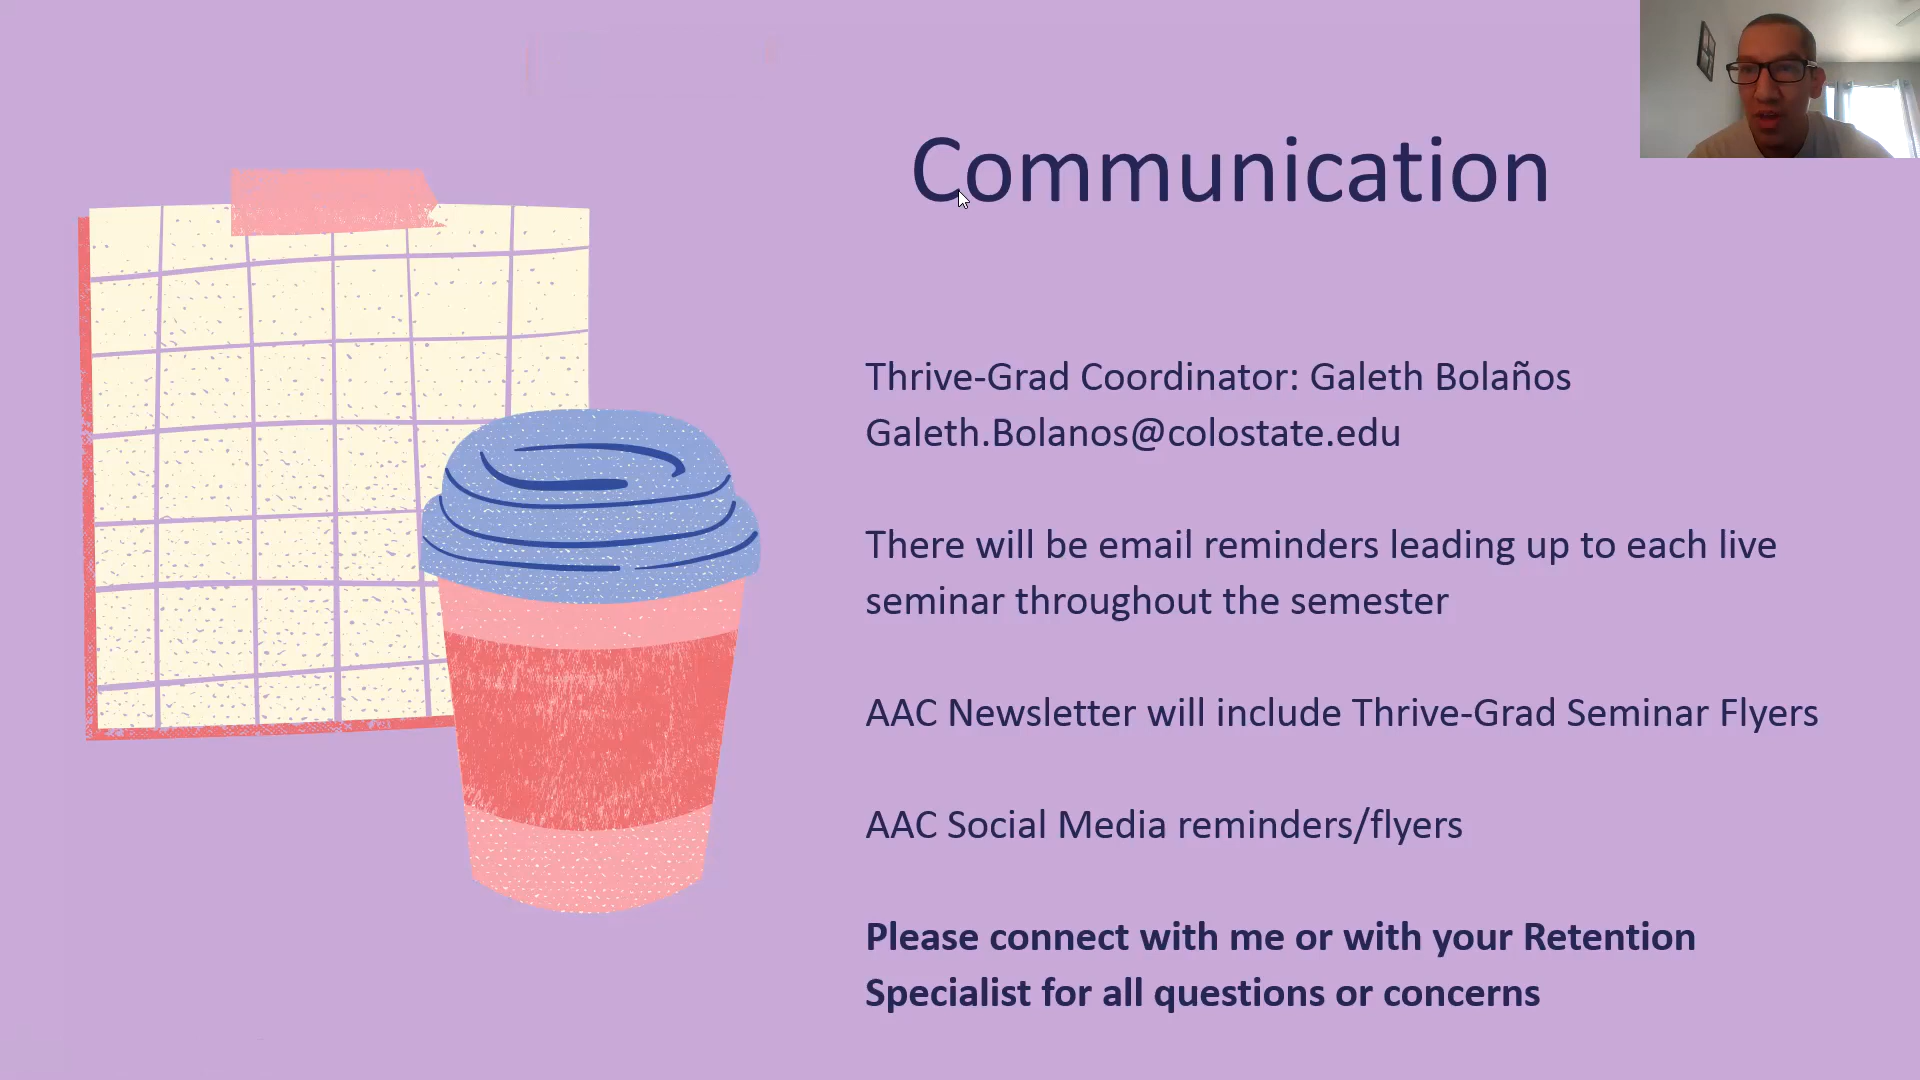 Communication
Thrive-Grad Coordinator: Galeth Bolaños
Galeth.Bolanos@colostate.edu
There will be email reminders leading up to each live
seminar throughout the semester
AAC Newsletter will include Thrive-Grad Seminar Flyers
AAC Social Media reminders/flyers
Please connect with me or with your Retention
Specialist for all questions or concerns